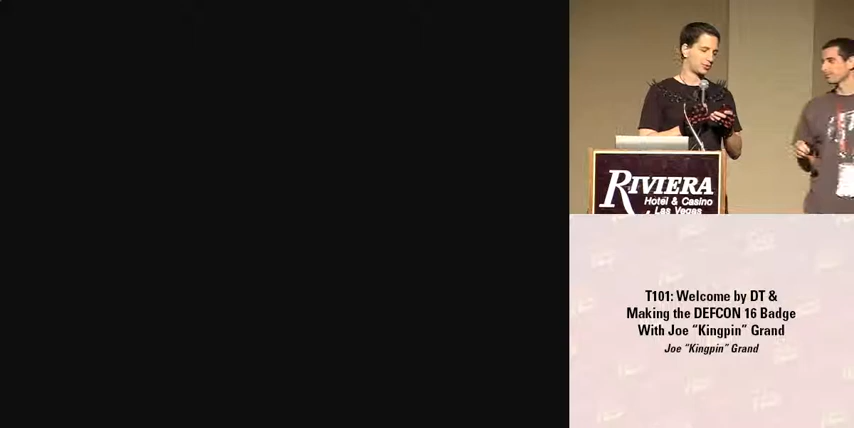 RIVIERA
Hotel & Casino
Las Vegas
T101: Welcome by DT &
Making the DEFCON 16 Badge
With Joe “Kingpin” Grand
Joe “Kingpin” Grand